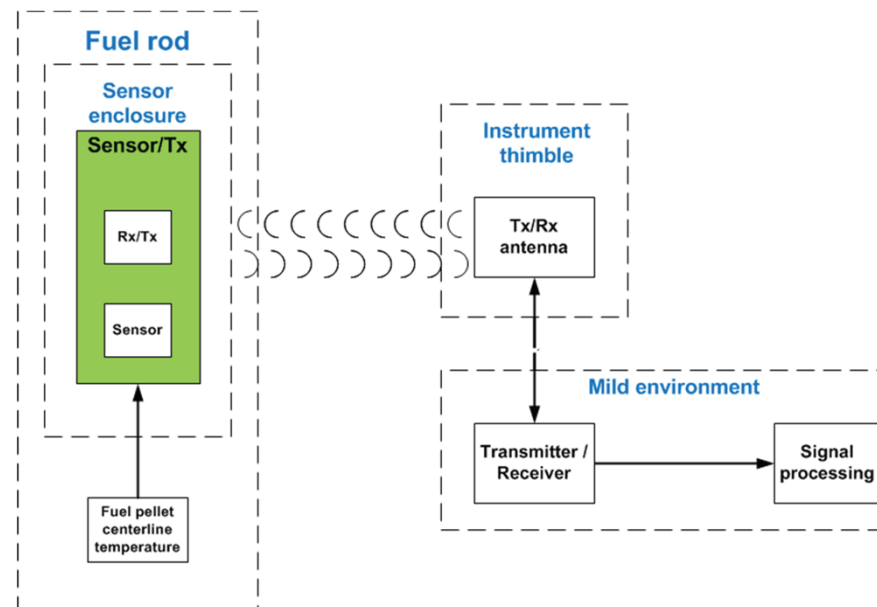 Fuel rod
Sensor
enclosure
Sensor/Tx
Rx/Tx
Sensor
Fuel pellet
centerline
temperature
Instrument
thimble
Tx/Rx
antenna
Mild environment
Transmitter /
Receiver
Signal
processing